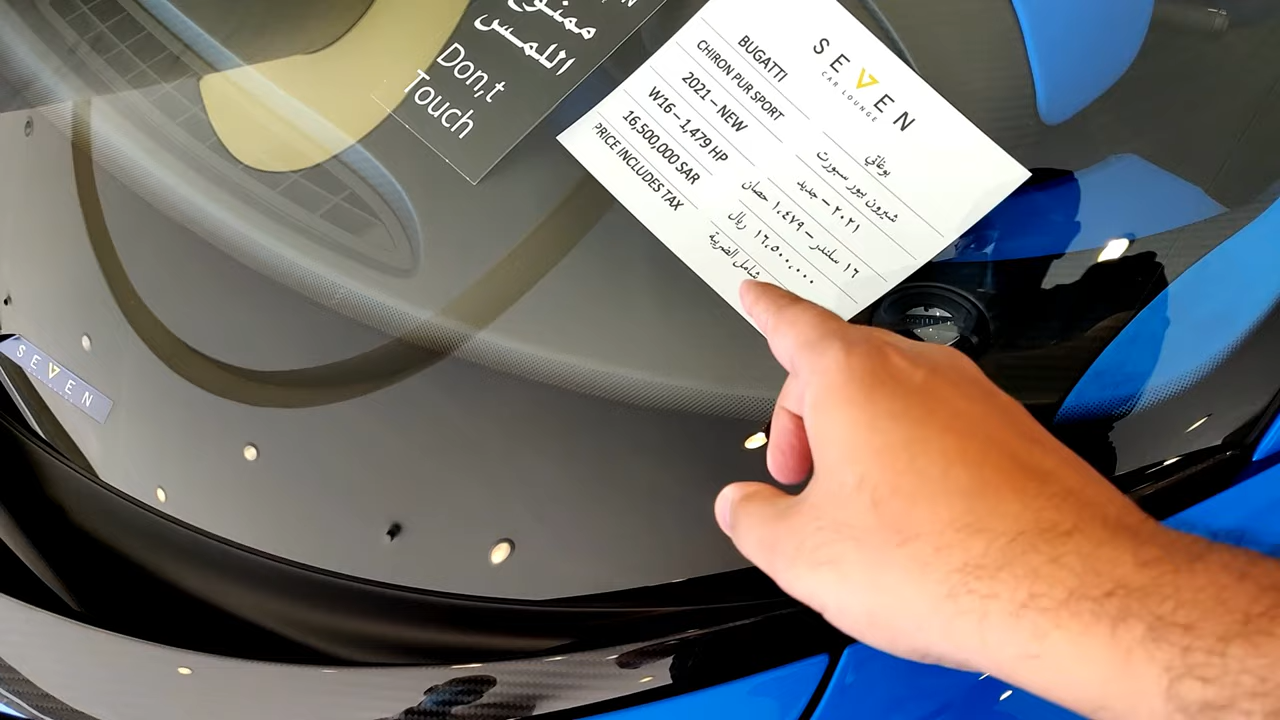 ممنوع
اللمس
Don,t
Touch
SEVEN
CAR LOUNGE
BUGATTI
بوغاتي
CHIRON PUR SPORT
شيرون بيور سبورت
2021 – NEW
٢٠٢١ – جديد
W16 – 1,479 HP
١٦ سلندر – ١،٤٧٩ حصان
16,500,000 SAR
١٦،٥٠٠،٠٠٠ ريال
PRICE INCLUDES TAX
شامل الضريبة
SEVEN